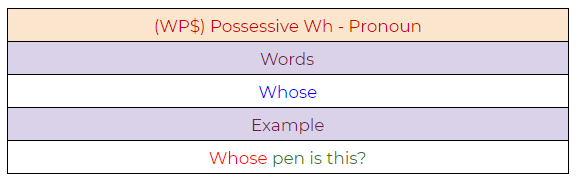 (WP$) Possessive Wh - Pronoun
Words
Whose
Example
Whose pen is this?